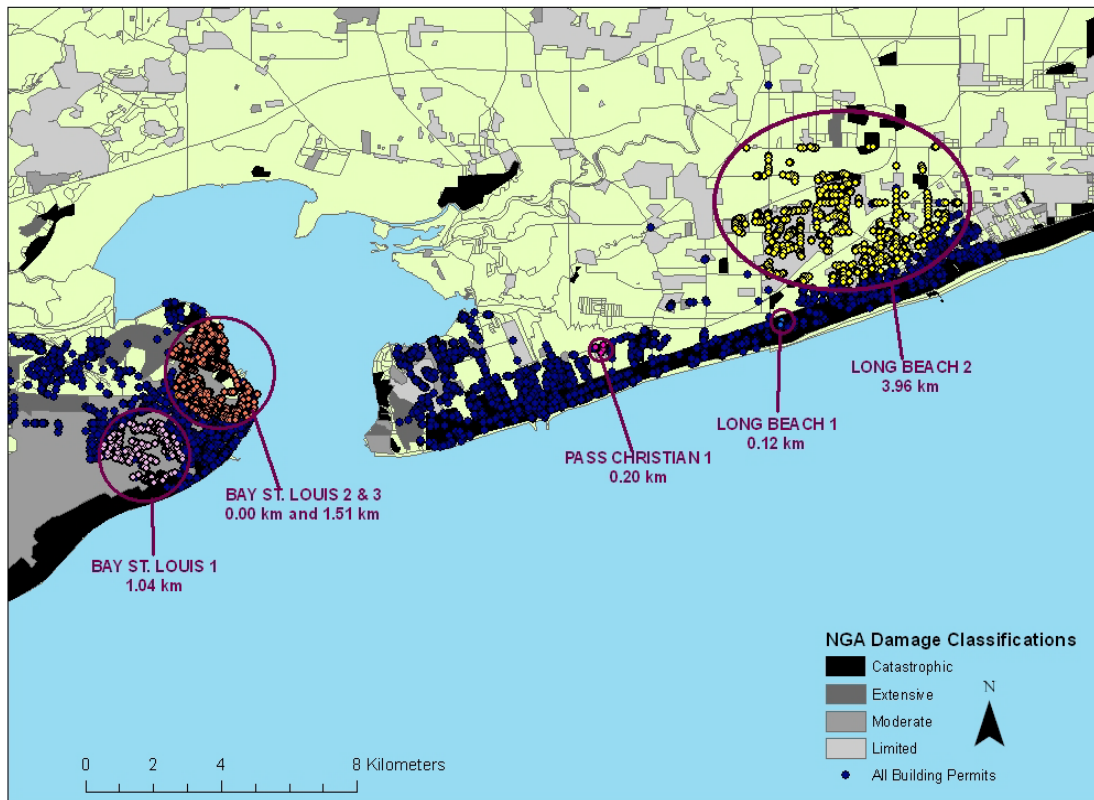 LONG BEACH 2
3.96 km
LONG BEACH 1
0.12 km
PASS CHRISTIAN 1
0.20 km
BAY ST. LOUIS 2 & 3
0.00 km and 1.51 km
BAY ST. LOUIS 1
1.04 km
NGA Damage Classifications
Catastrophic
Extensive
Moderate
Limited
All Building Permits
N
0 2 4 8 Kilometers